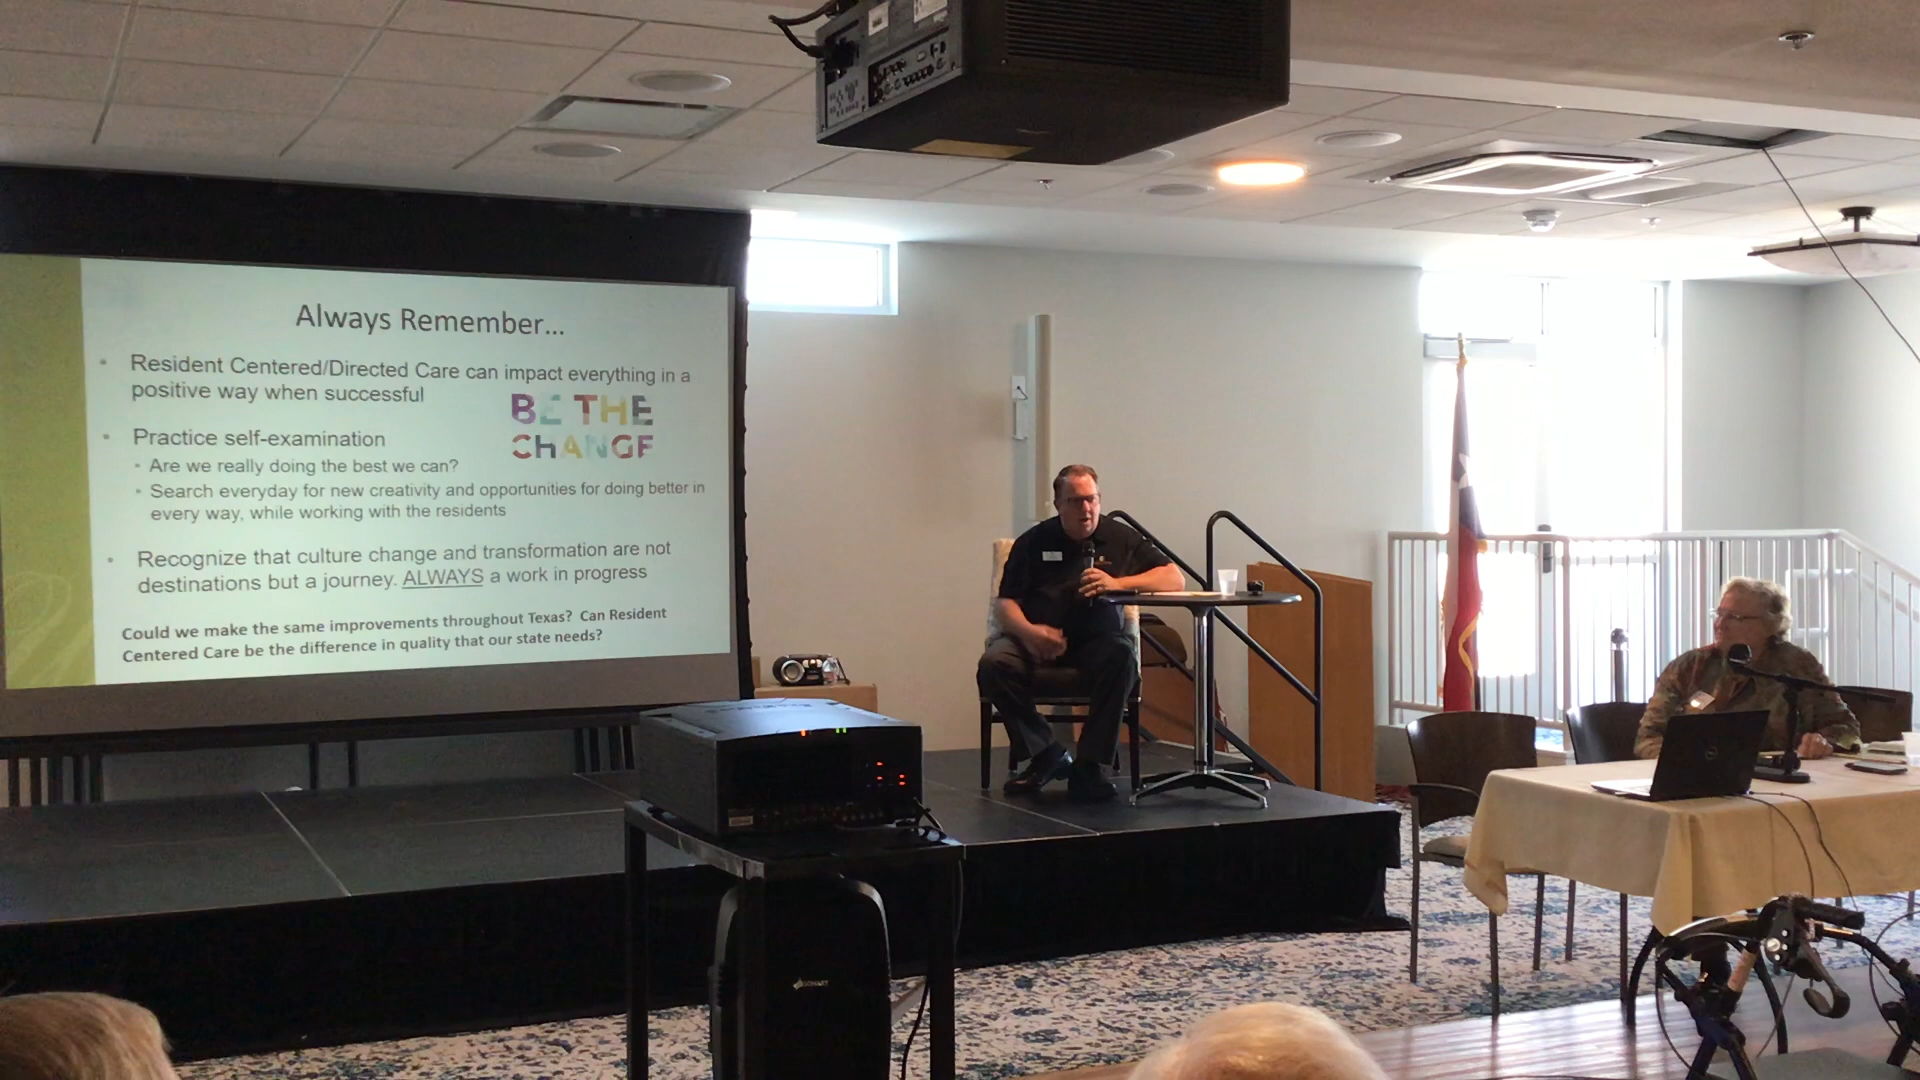 Always Remember...
Resident Centered/Directed Care can impact everything in a
positive way when successful
BE THE
CHANGE
Practice self-examination
Are we really doing the best we can?
Search everyday for new creativity and opportunities for doing better in
every way, while working with the residents
Recognize that culture change and transformation are not
destinations but a journey. ALWAYS a work in progress
Could we make the same improvements throughout Texas? Can Resident
Centered Care be the difference in quality that our state needs?